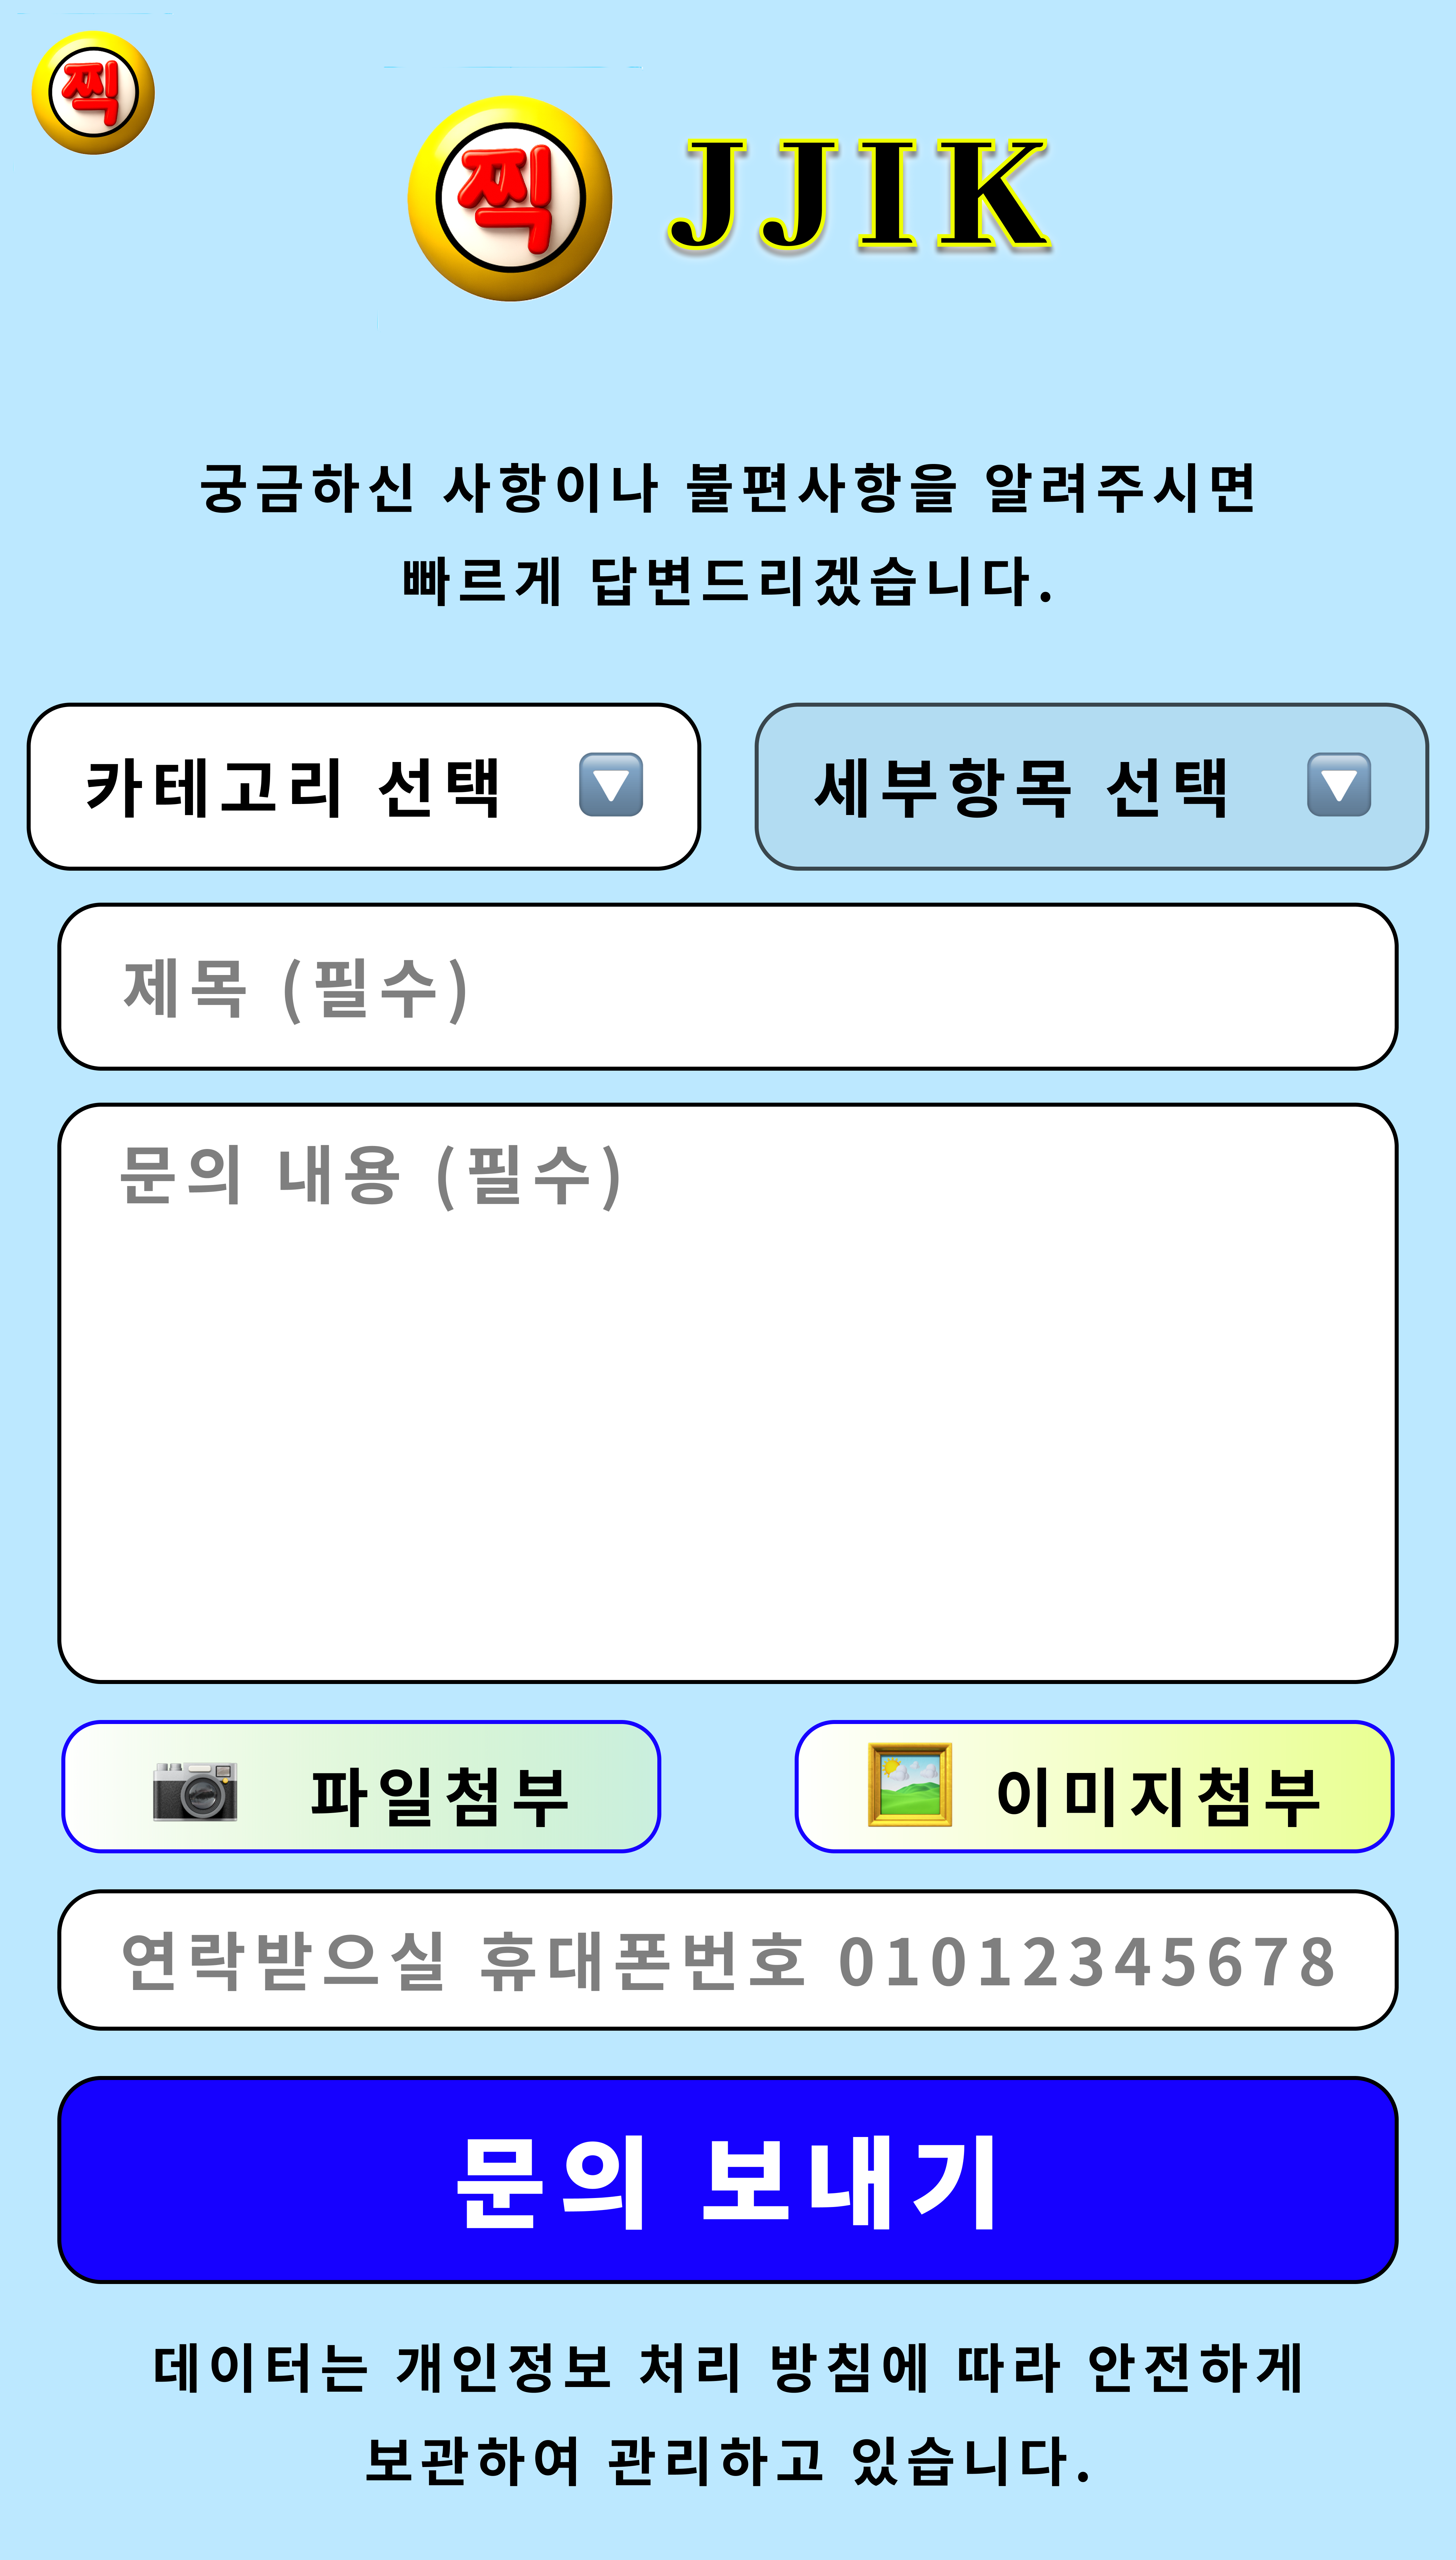 찍
찍 JJIK
궁금하신 사항이나 불편사항을 알려주시면
빠르게 답변드리겠습니다.
카테고리 선택
세부항목 선택
제목 (필수)
문의 내용 (필수)
파일첨부
이미지첨부
연락받으실 휴대폰번호 01012345678
문의 보내기
데이터는 개인정보 처리 방침에 따라 안전하게
보관하여 관리하고 있습니다.